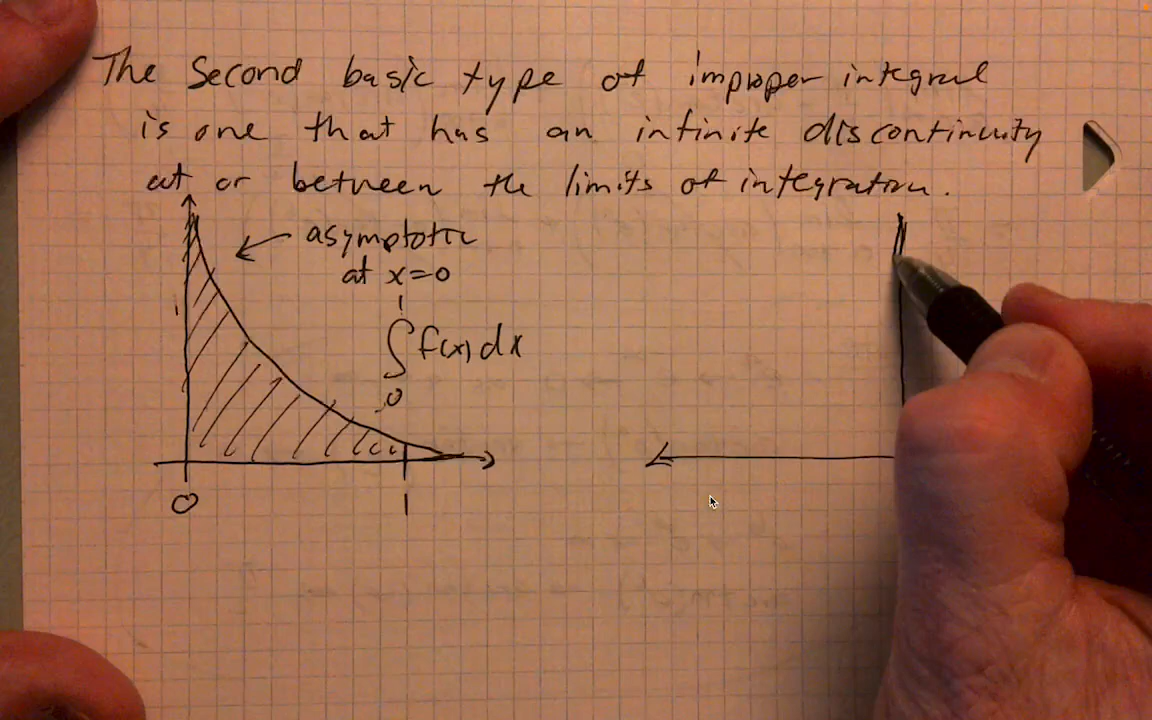 The Second basic type of improper integral
is one that has an infinite discontinuity
at or between the limits of integration.
asymptotic
at x=0
1
∫ f(x) dx
0
0 1